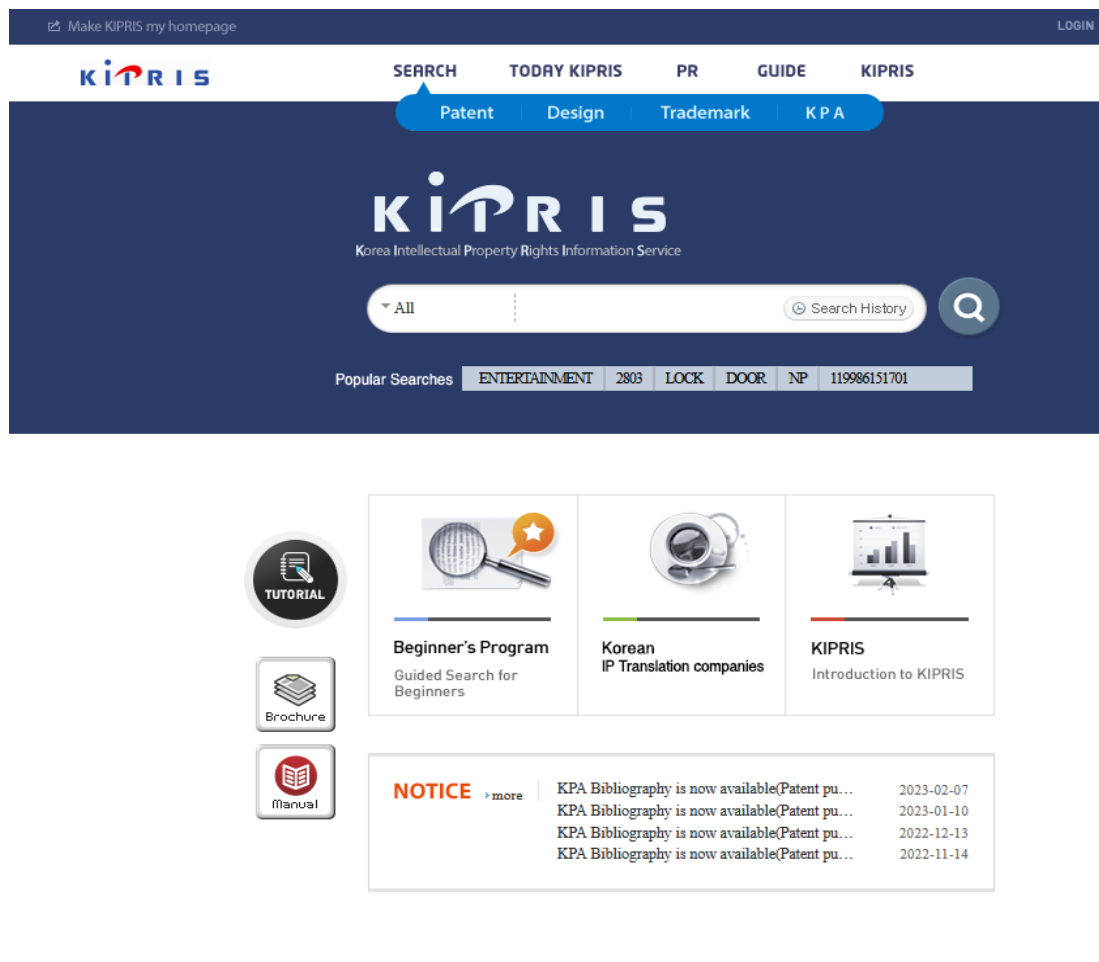 Make KIPRIS my homepage
LOGIN
KIPRIS
SEARCH TODAY KIPRIS PR GUIDE KIPRIS
Patent Design Trademark KPA
KIPRIS
Korea Intellectual Property Rights Information Service
All Search History
Popular Searches ENTERTAINMENT 2803 LOCK DOOR NP 119986151701
TUTORIAL
Beginner's Program
Guided Search for
Beginners
Korean
IP Translation companies
KIPRIS
Introduction to KIPRIS
Brochure
Manual
NOTICE more
KPA Bibliography is now available(Patent pu... 2023-02-07
KPA Bibliography is now available(Patent pu... 2023-01-10
KPA Bibliography is now available(Patent pu... 2022-12-13
KPA Bibliography is now available(Patent pu... 2022-11-14